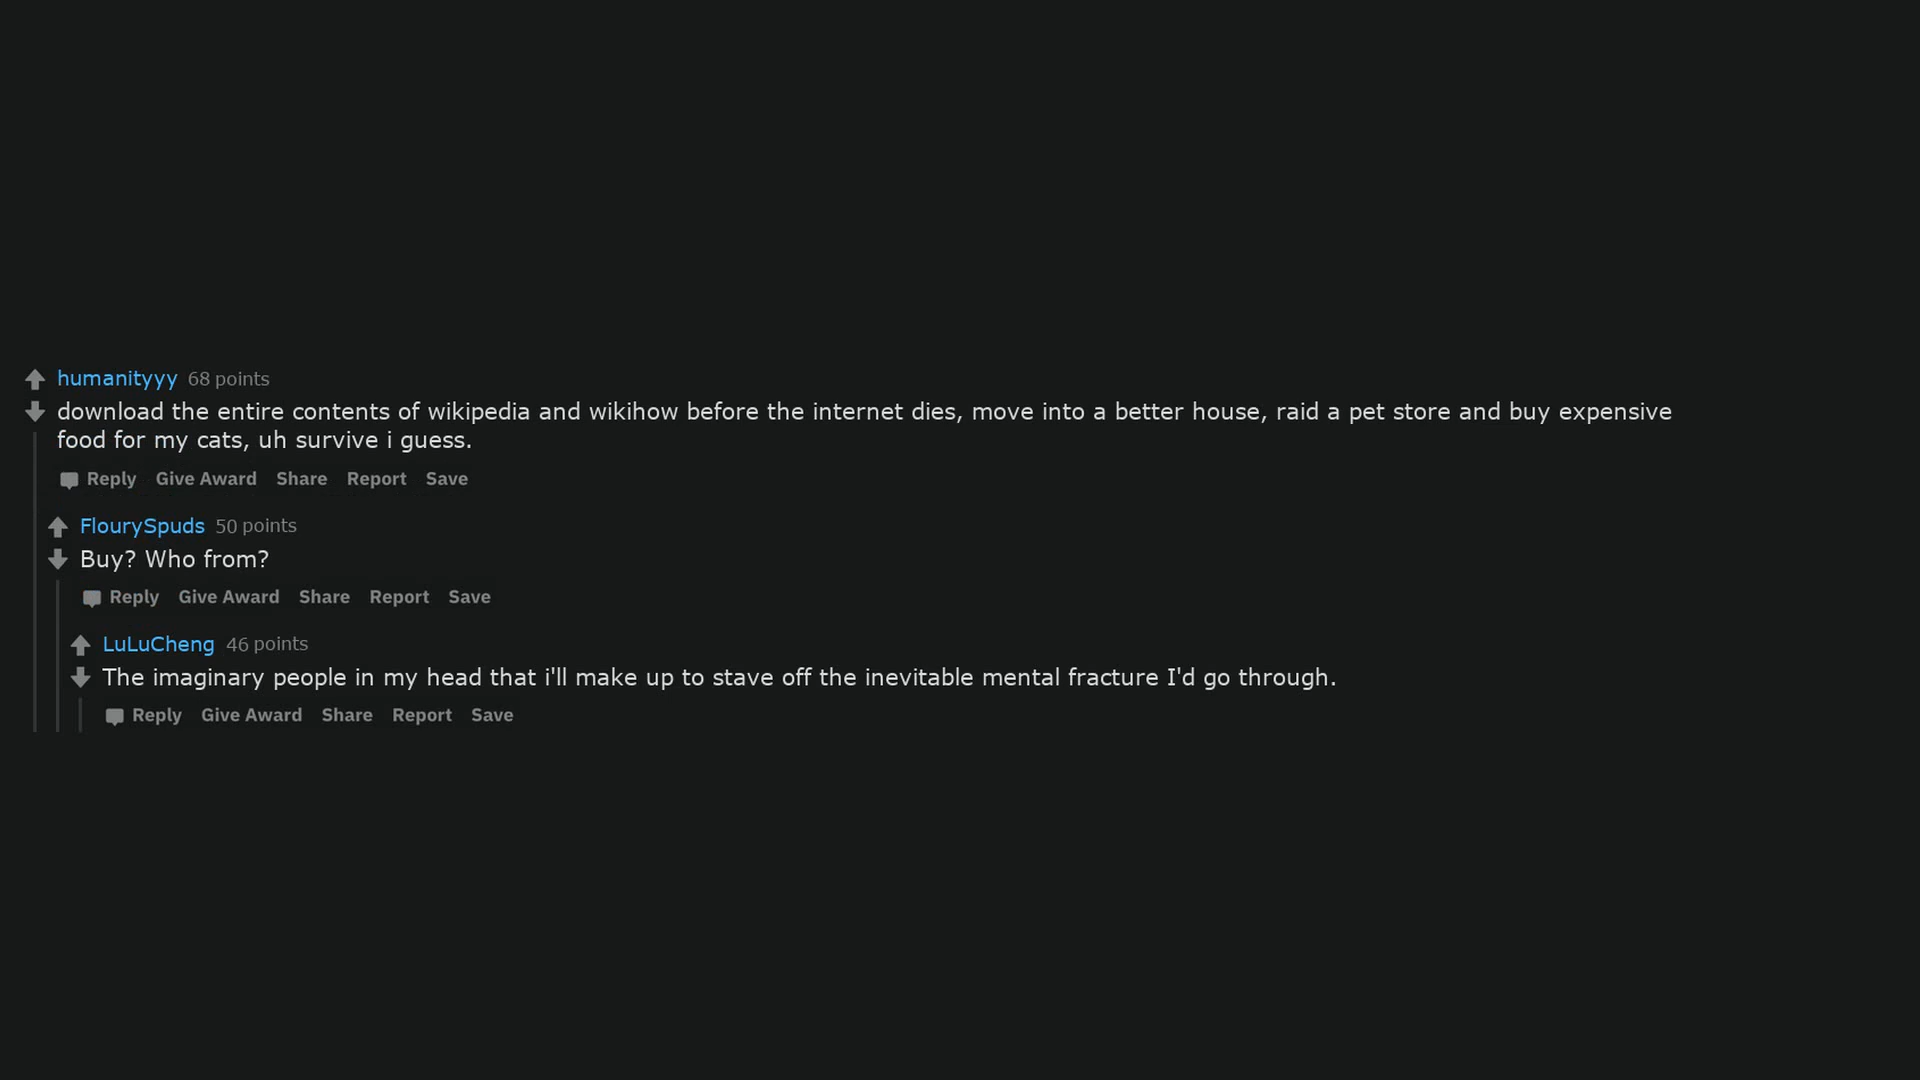 humanityyy 68 points
download the entire contents of wikipedia and wikihow before the internet dies, move into a better house, raid a pet store and buy expensive
food for my cats, uh survive i guess.
Reply Give Award Share Report Save
FlourySpuds 50 points
Buy? Who from?
Reply Give Award Share Report Save
LuLuCheng 46 points
The imaginary people in my head that i'll make up to stave off the inevitable mental fracture I'd go through.
Reply Give Award Share Report Save